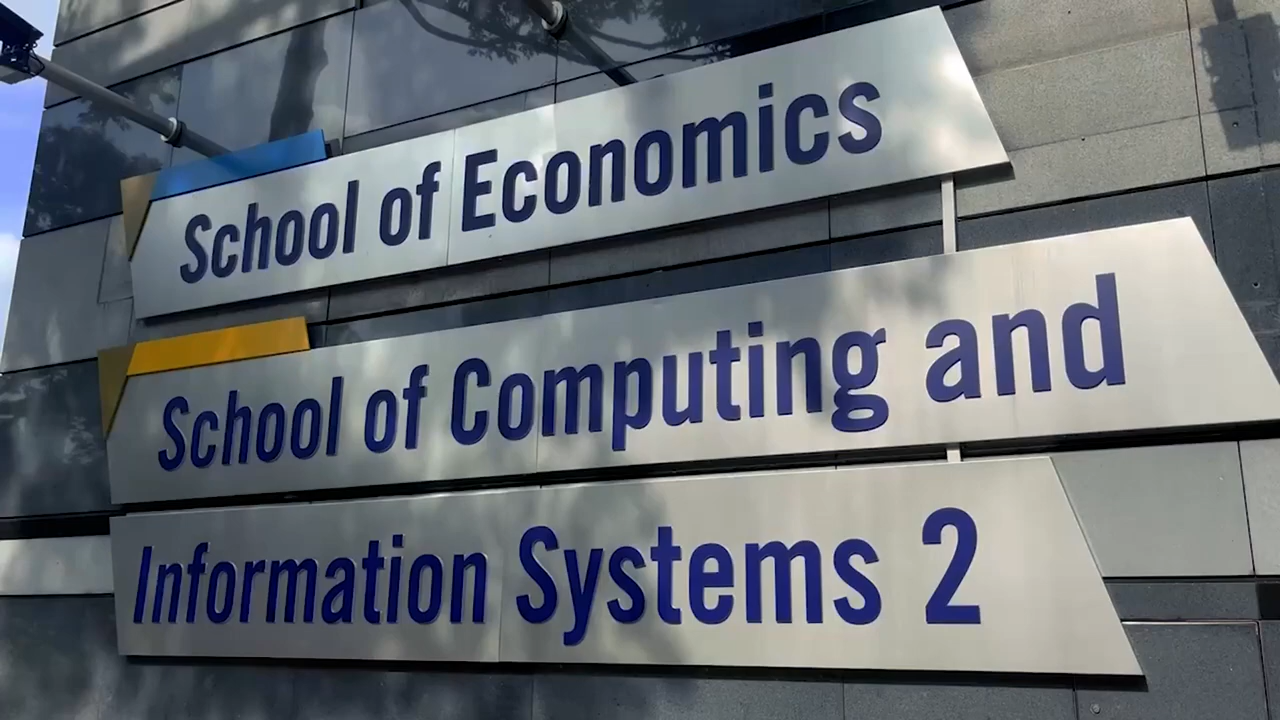 School of Economics
School of Computing and
Information Systems 2